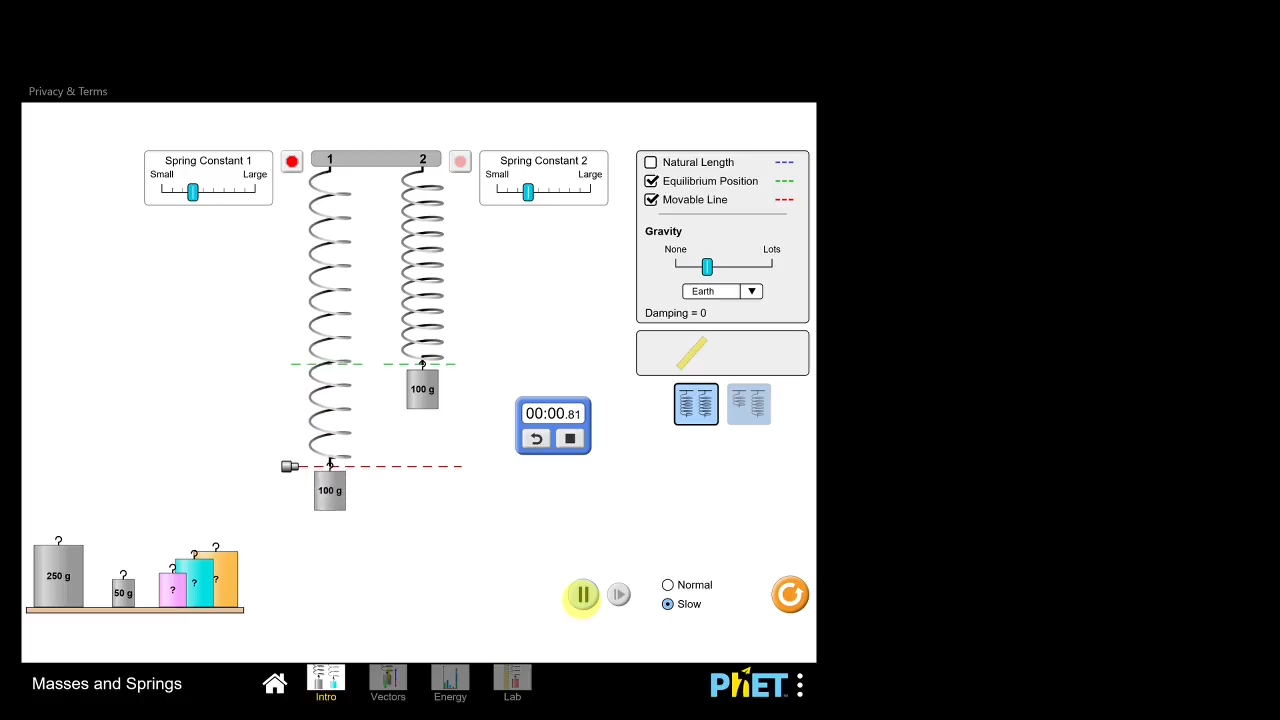 Privacy & Terms
Spring Constant 1
Small Large
1 2
Spring Constant 2
Small Large
Natural Length
Equilibrium Position
Movable Line
Gravity
None Lots
Earth
Damping = 0
100 g
00:00.81
100 g
250 g
50 g
?
?
?
Normal
Slow
Masses and Springs
Intro
Vectors
Energy
Lab
PhET